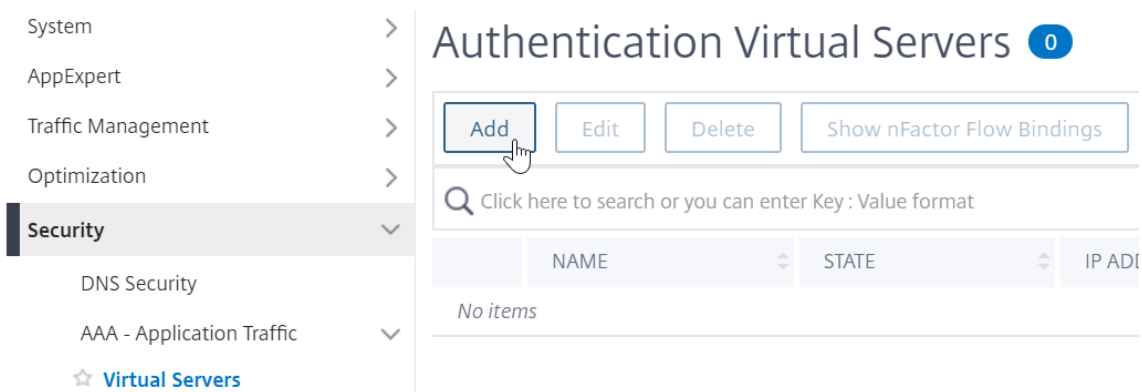 System
AppExpert
Traffic Management
Optimization
Security
DNS Security
AAA - Application Traffic
Virtual Servers
Authentication Virtual Servers 0
Add Edit Delete Show nFactor Flow Bindings
Click here to search or you can enter Key : Value format
NAME STATE IP ADD
No items